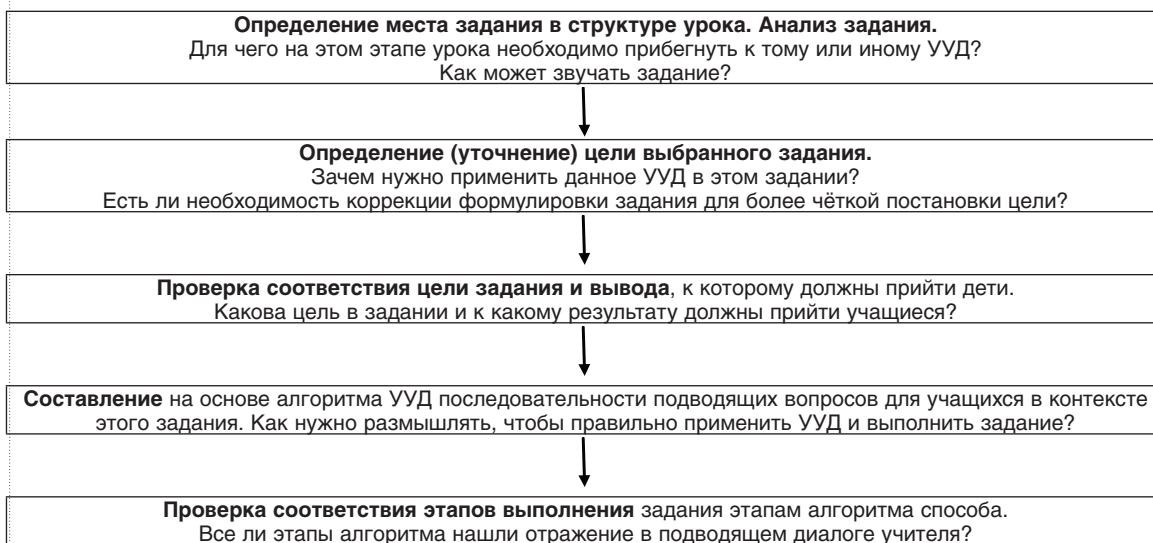 Определение места задания в структуре урока. Анализ задания.
Для чего на этом этапе урока необходимо прибегнуть к тому или иному УУД?
Как может звучать задание?
Определение (уточнение) цели выбранного задания.
Зачем нужно применить данное УУД в этом задании?
Есть ли необходимость коррекции формулировки задания для более чёткой постановки цели?
Проверка соответствия цели задания и вывода, к которому должны прийти дети.
Какова цель в задании и к какому результату должны прийти учащиеся?
Составление на основе алгоритма УУД последовательности подводящих вопросов для учащихся в контексте
этого задания. Как нужно размышлять, чтобы правильно применить УУД и выполнить задание?
Проверка соответствия этапов выполнения задания этапам алгоритма способа.
Все ли этапы алгоритма нашли отражение в подводящем диалоге учителя?